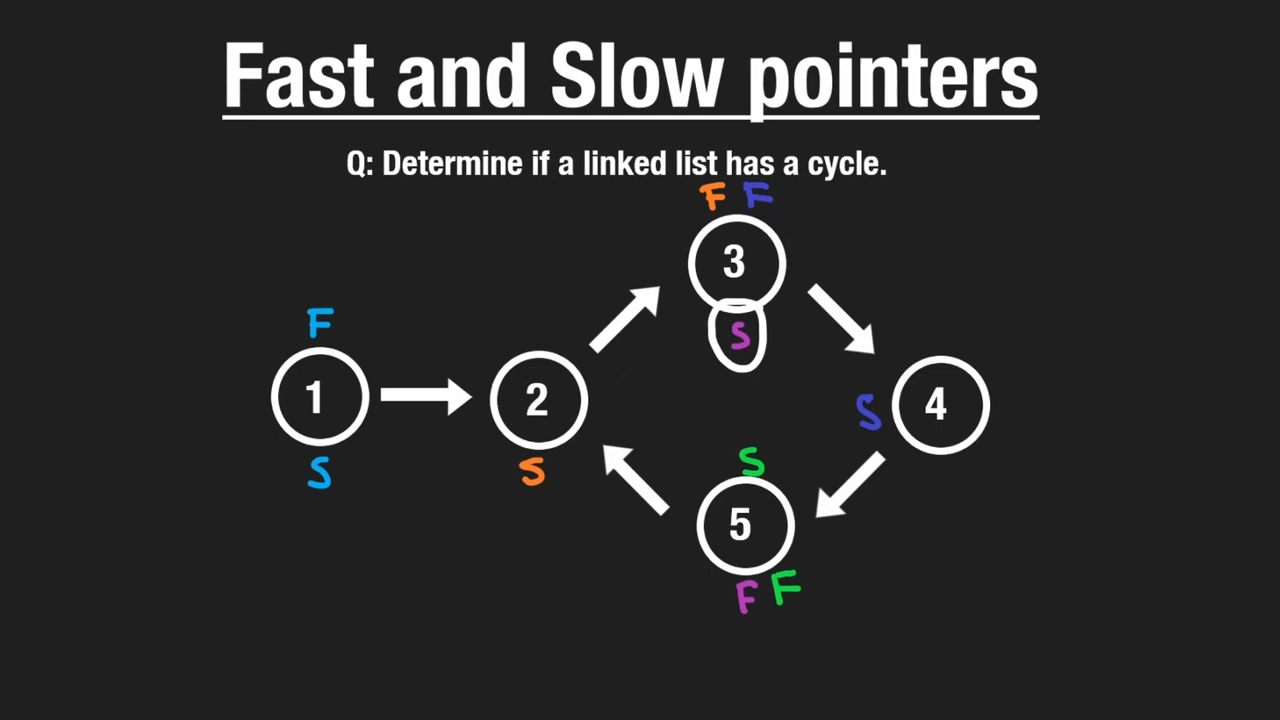 Fast and Slow pointers
Q: Determine if a linked list has a cycle.
F F
3
F
S
1
2
S
4
S
S
S
5
F F